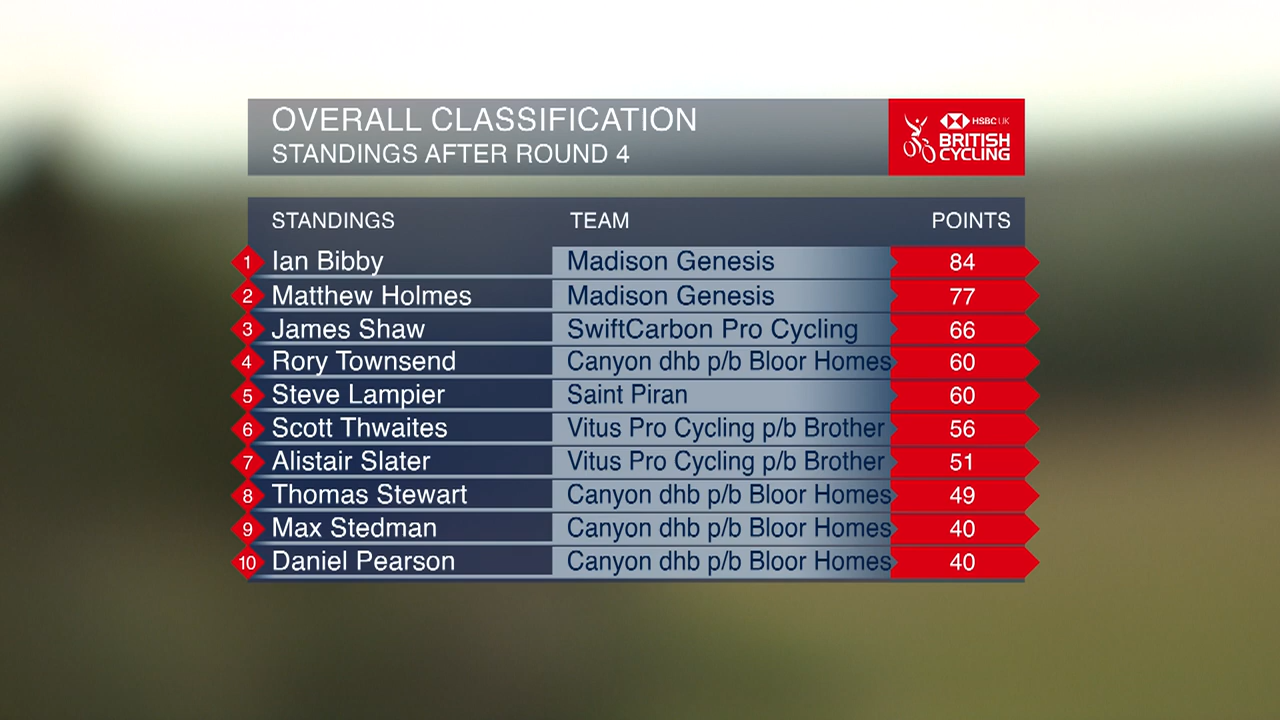 OVERALL CLASSIFICATION
STANDINGS AFTER ROUND 4
HSBC UK
BRITISH
CYCLING
STANDINGS TEAM POINTS
1 Ian Bibby Madison Genesis 84
2 Matthew Holmes Madison Genesis 77
3 James Shaw SwiftCarbon Pro Cycling 66
4 Rory Townsend Canyon dhb p/b Bloor Homes 60
5 Steve Lampier Saint Piran 60
6 Scott Thwaites Vitus Pro Cycling p/b Brother 56
7 Alistair Slater Vitus Pro Cycling p/b Brother 51
8 Thomas Stewart Canyon dhb p/b Bloor Homes 49
9 Max Stedman Canyon dhb p/b Bloor Homes 40
10 Daniel Pearson Canyon dhb p/b Bloor Homes 40